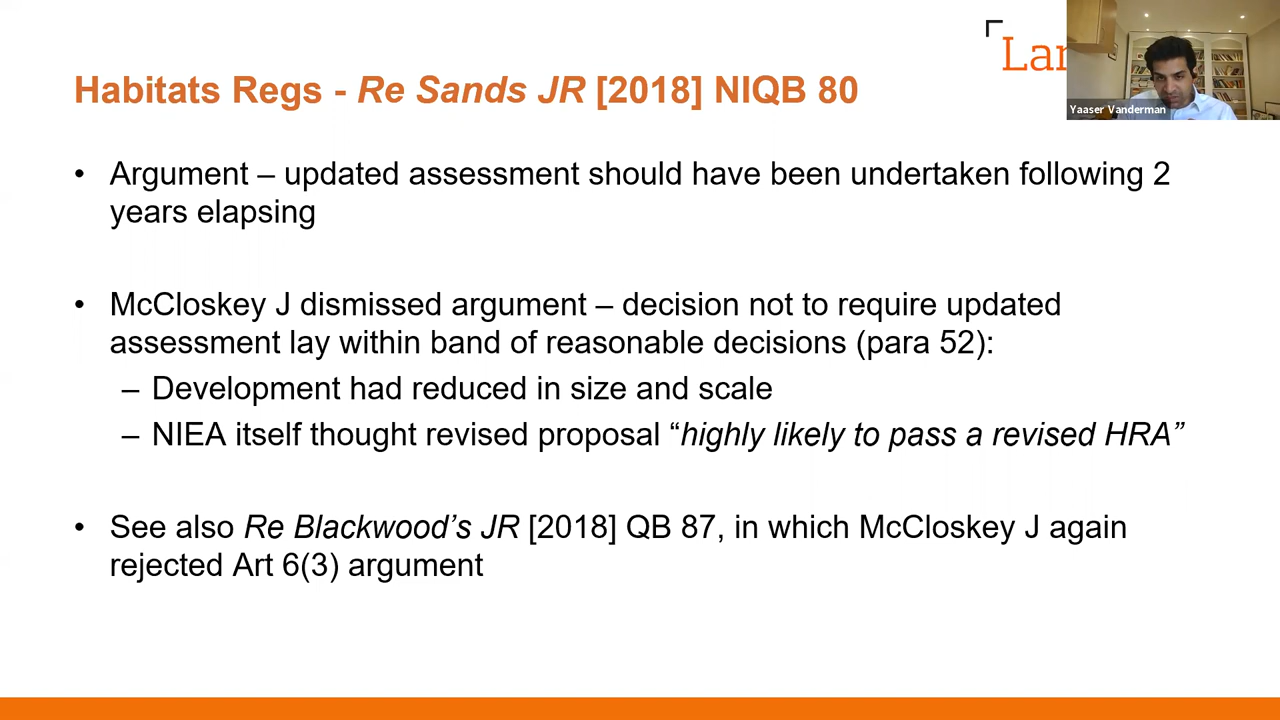 Lan
Yaaser Vanderman
Habitats Regs - Re Sands JR [2018] NIQB 80
• Argument – updated assessment should have been undertaken following 2
years elapsing
• McCloskey J dismissed argument – decision not to require updated
assessment lay within band of reasonable decisions (para 52):
– Development had reduced in size and scale
– NIEA itself thought revised proposal “highly likely to pass a revised HRA”
• See also Re Blackwood’s JR [2018] QB 87, in which McCloskey J again
rejected Art 6(3) argument